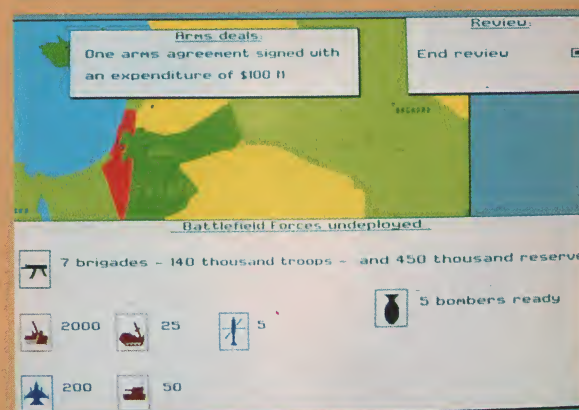 Arms deals:
One arms agreement signed with
an expenditure of $100 M
Review:
End review
BAGHDAD
Battlefield Forces undeployed
7 brigades - 140 thousand troops - and 450 thousand reserve
5 bombers ready
2000
25
5
200
50